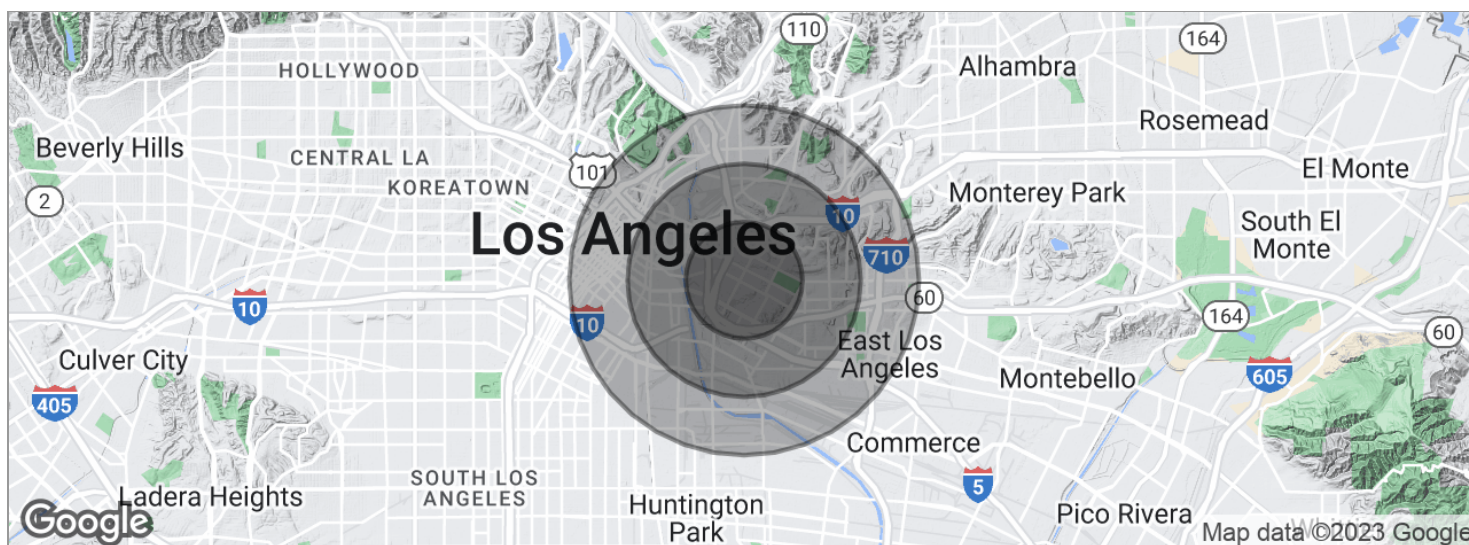 110
164
HOLLYWOOD
Alhambra
Rosemead
Beverly Hills
CENTRAL LA
101
KOREATOWN
El Monte
2
Monterey Park
10
South El
Monte
Los Angeles
710
60
10
10
164
60
East Los
Angeles
Culver City
Montebello
605
405
Commerce
SOUTH LOS
ANGELES
5
Ladera Heights
Huntington
Park
Pico Rivera
Google
Map data ©2023 Google